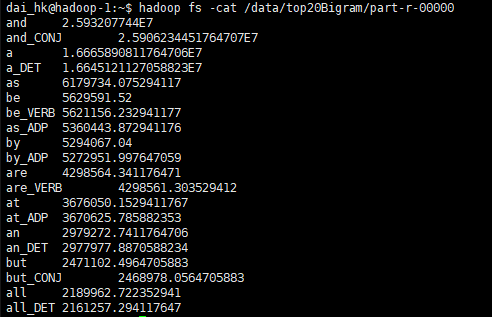 dai_hk@hadoop-1:~$ hadoop fs -cat /data/top20Bigram/part-r-00000
and 2.593207744E7
and_CONJ 2.5906234451764707E7
a 1.6665890811764706E7
a_DET 1.6645121127058823E7
as 6179734.075294117
be 5629591.52
be_VERB 5621156.232941177
as_ADP 5360443.872941176
by 5294067.04
by_ADP 5272951.997647059
are 4298564.341176471
are_VERB 4298561.303529412
at 3676050.1529411767
at_ADP 3670625.785882353
an 2979272.7411764706
an_DET 2977977.8870588234
but 2471102.4964705883
but_CONJ 2468978.0564705883
all 2189962.722352941
all_DET 2161257.294117647